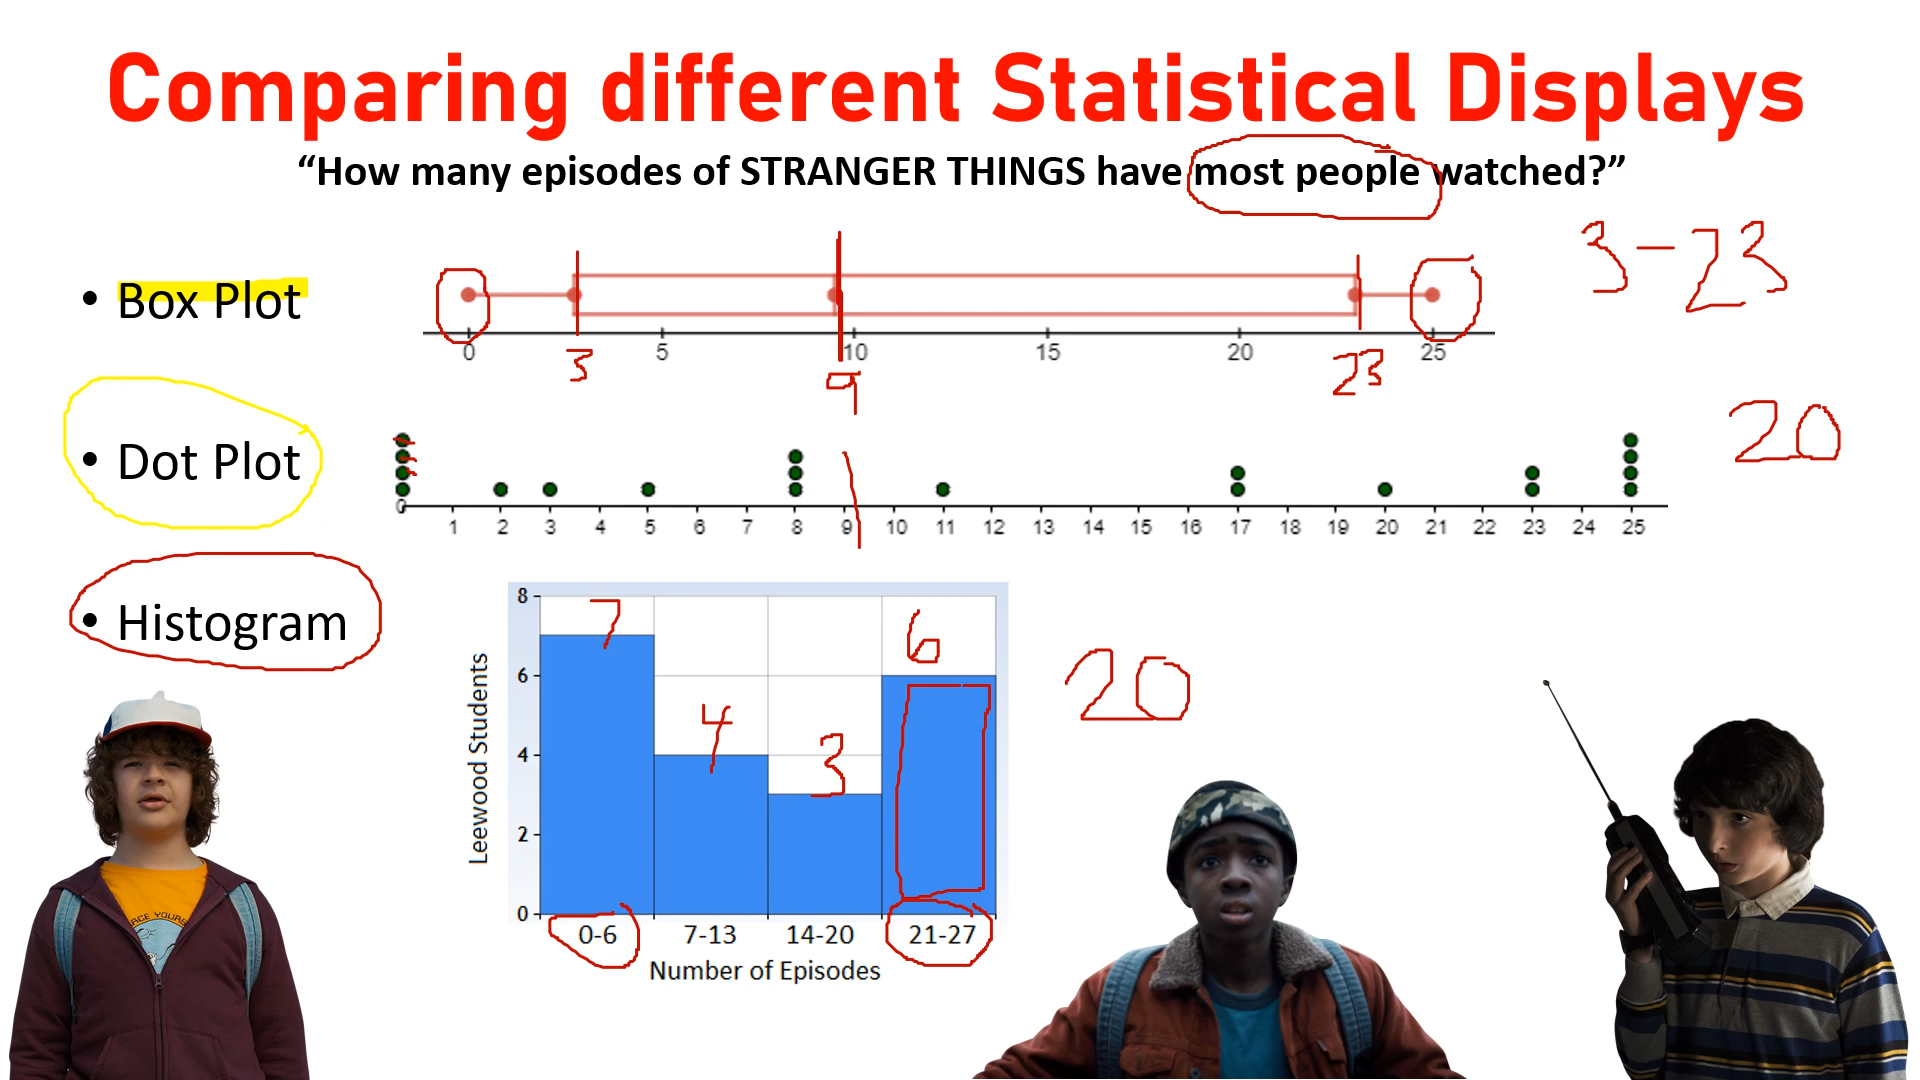 Comparing different Statistical Displays
“How many episodes of STRANGER THINGS have most people watched?”
3-23
• Box Plot
0 5 10 15 20 25
3 9 23
20
• Dot Plot
0 1 2 3 4 5 6 7 8 9 10 11 12 13 14 15 16 17 18 19 20 21 22 23 24 25
• Histogram
8
6
4
2
0
7 4 3 6
20
Leewood Students
0-6 7-13 14-20 21-27
Number of Episodes